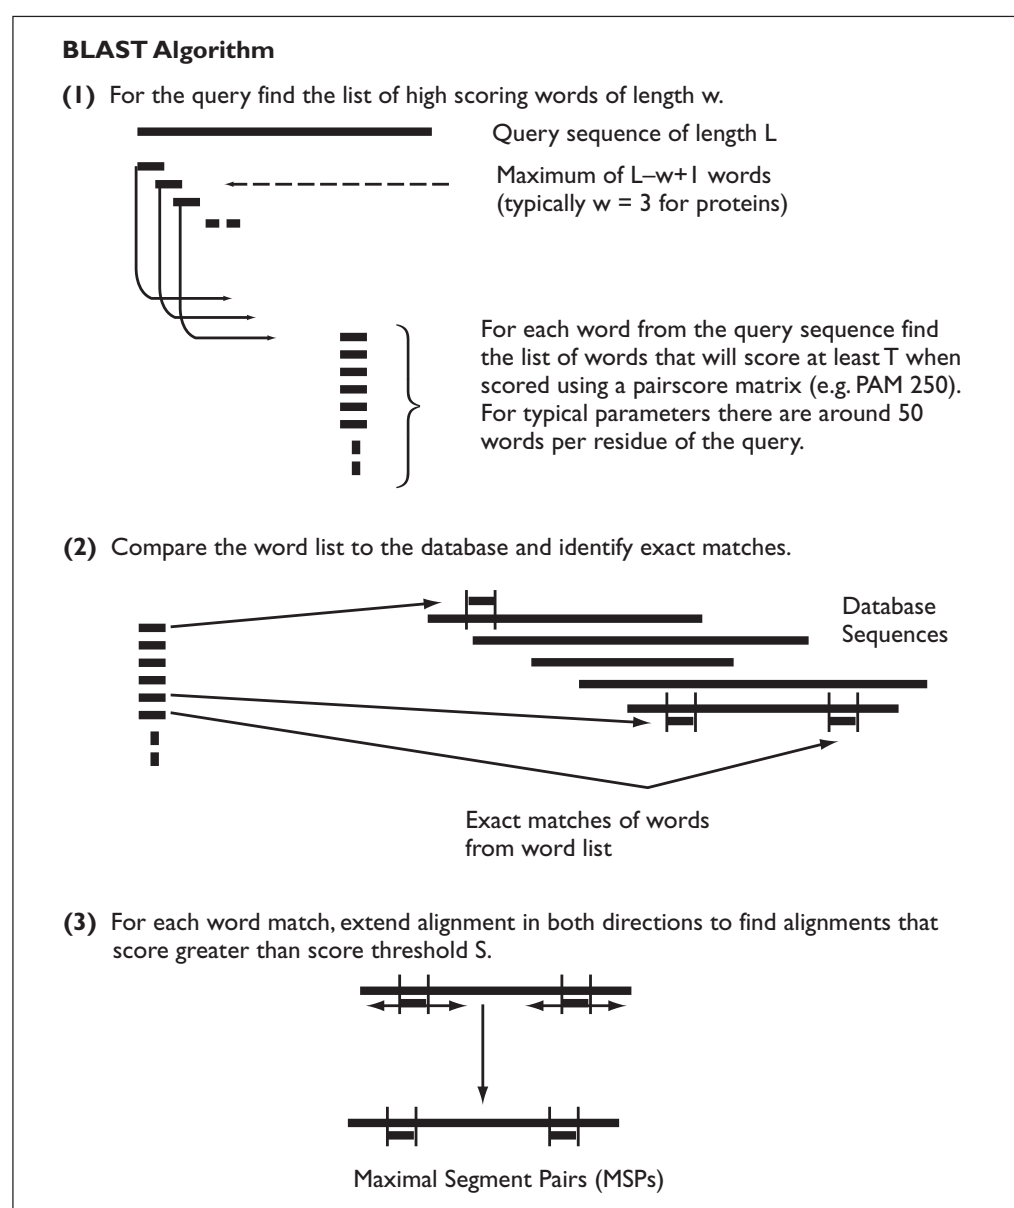 BLAST Algorithm
(1) For the query find the list of high scoring words of length w.
Query sequence of length L
Maximum of L–w+1 words
(typically w = 3 for proteins)
For each word from the query sequence find
the list of words that will score at least T when
scored using a pairscore matrix (e.g. PAM 250).
For typical parameters there are around 50
words per residue of the query.
(2) Compare the word list to the database and identify exact matches.
Database
Sequences
Exact matches of words
from word list
(3) For each word match, extend alignment in both directions to find alignments that
score greater than score threshold S.
Maximal Segment Pairs (MSPs)